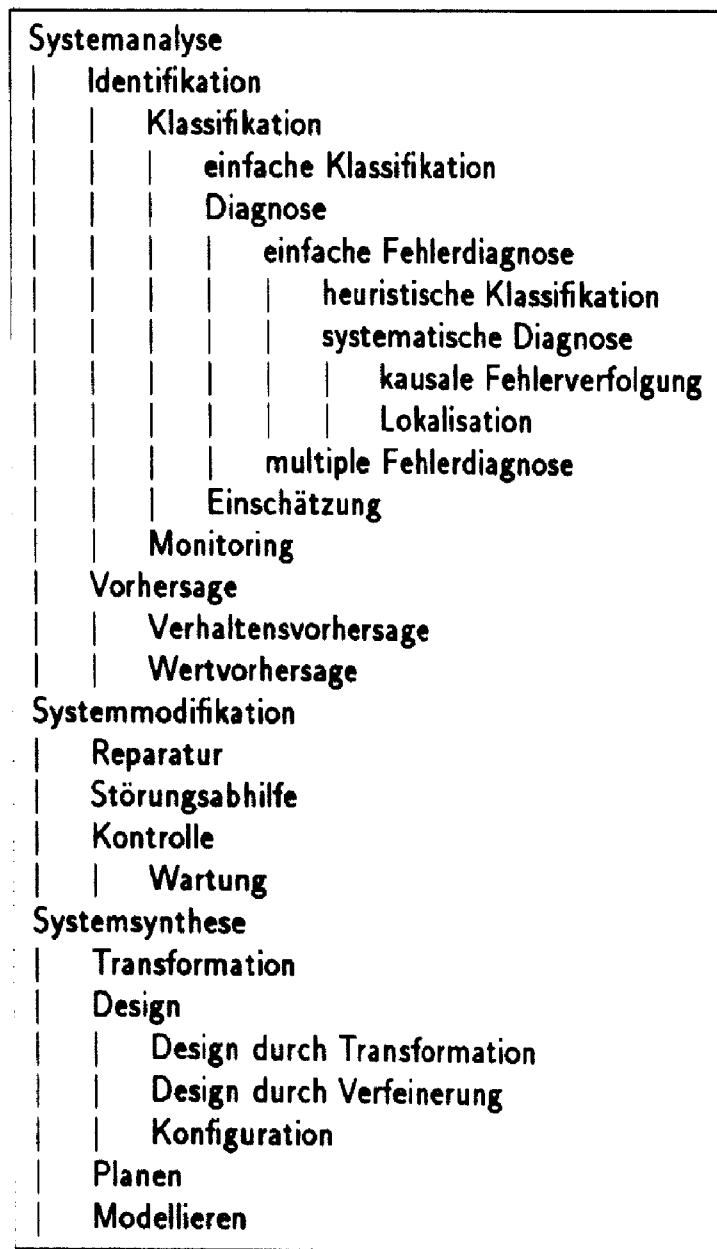 Systemanalyse
| Identifikation
| | Klassifikation
| | | einfache Klassifikation
| | | Diagnose
| | | | einfache Fehlerdiagnose
| | | | | heuristische Klassifikation
| | | | | systematische Diagnose
| | | | | | kausale Fehlerverfolgung
| | | | | | Lokalisation
| | | | multiple Fehlerdiagnose
| | | Einschätzung
| | Monitoring
| Vorhersage
| | Verhaltensvorhersage
| | Wertvorhersage
Systemmodifikation
| Reparatur
| Störungsabhilfe
| Kontrolle
| | Wartung
Systemsynthese
| Transformation
| Design
| | Design durch Transformation
| | Design durch Verfeinerung
| | Konfiguration
| Planen
| Modellieren